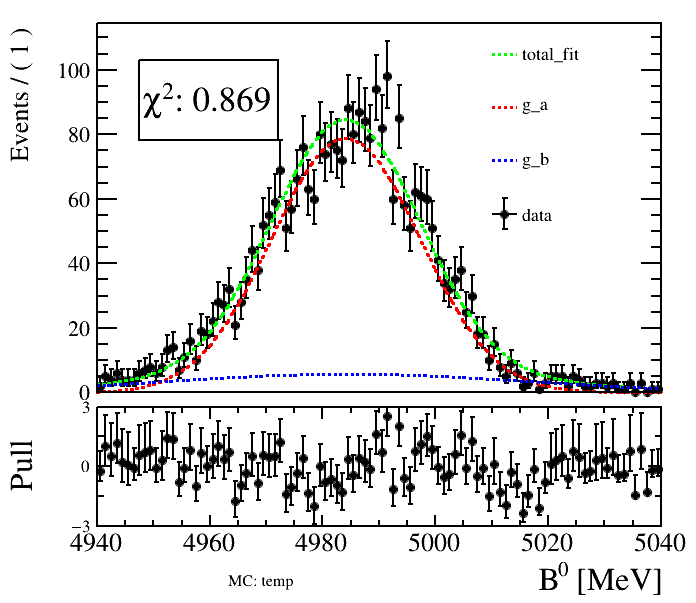 Events / ( 1 )
100
80
60
40
20
0
χ²: 0.869
total_fit
g_a
g_b
data
Pull
3
0
−3
4940 4960 4980 5000 5020 5040
MC: temp
B⁰ [MeV]